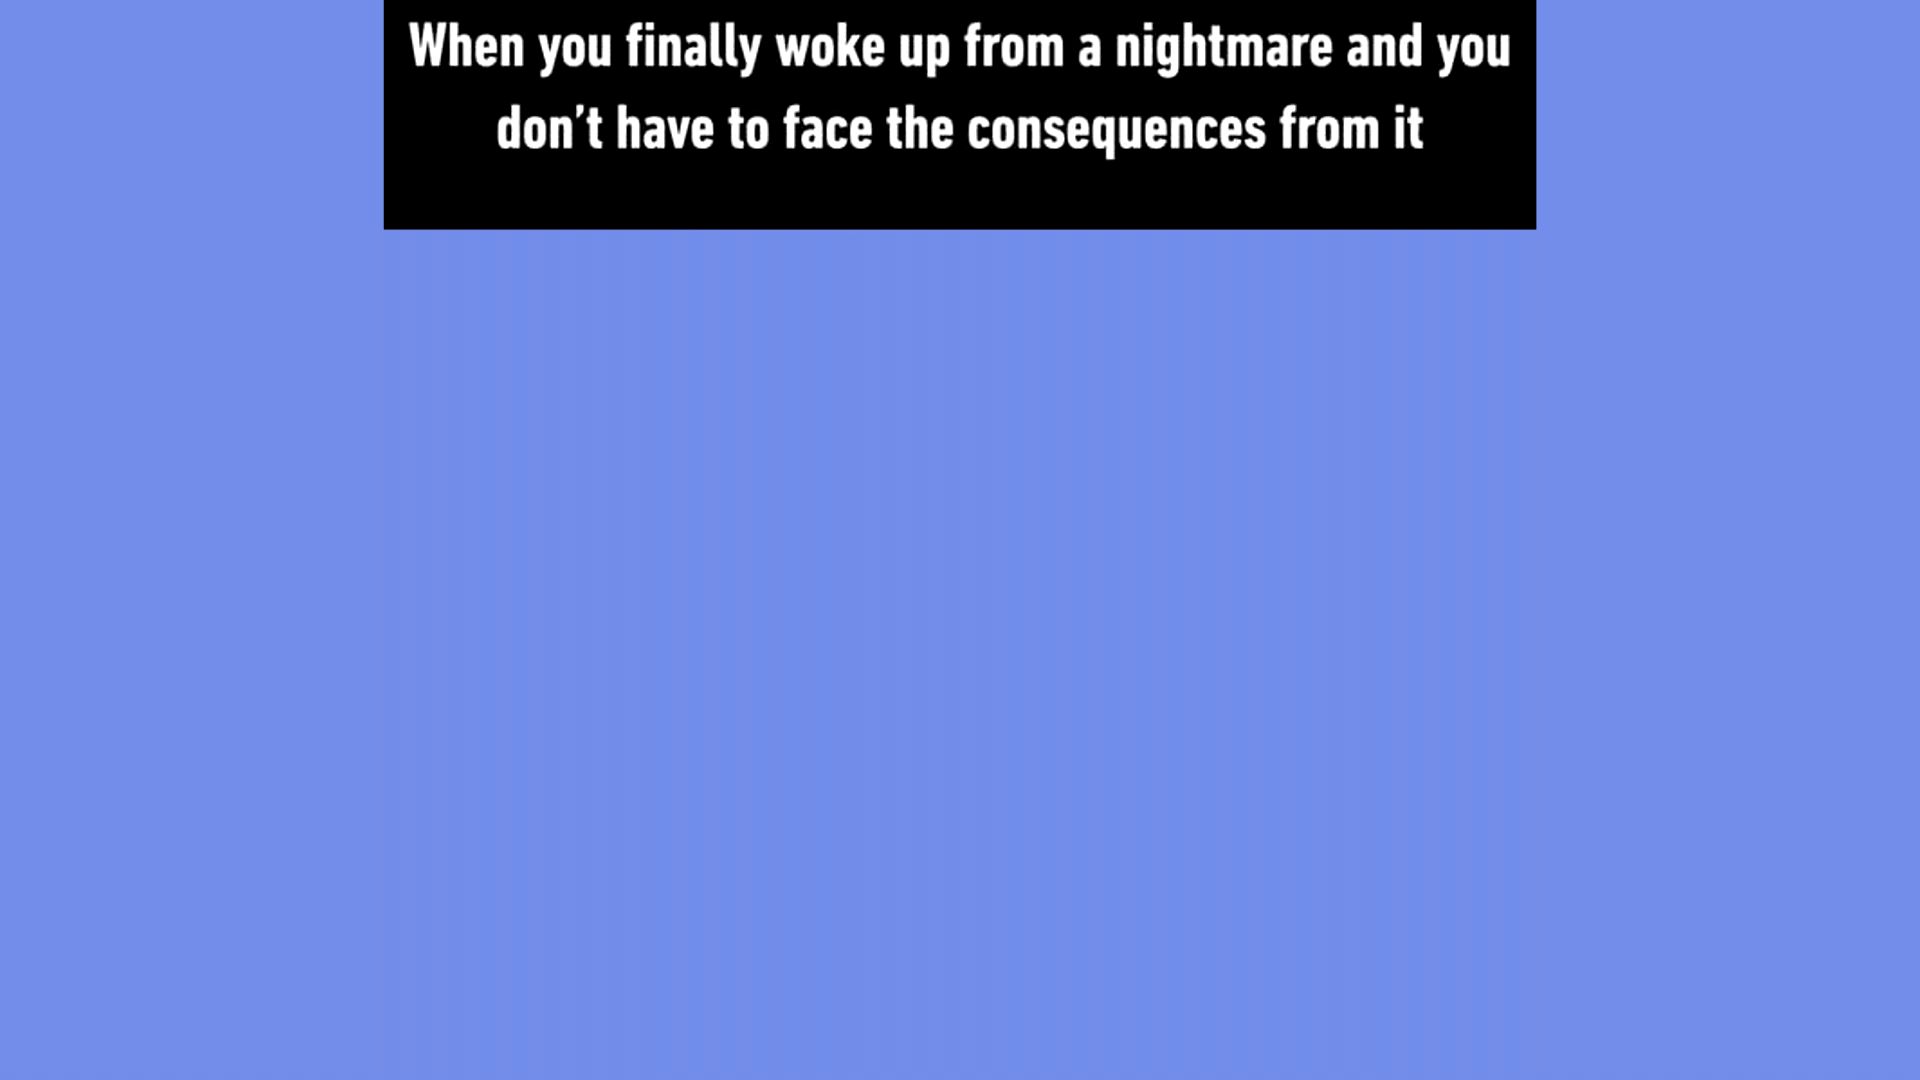 When you finally woke up from a nightmare and you
don’t have to face the consequences from it